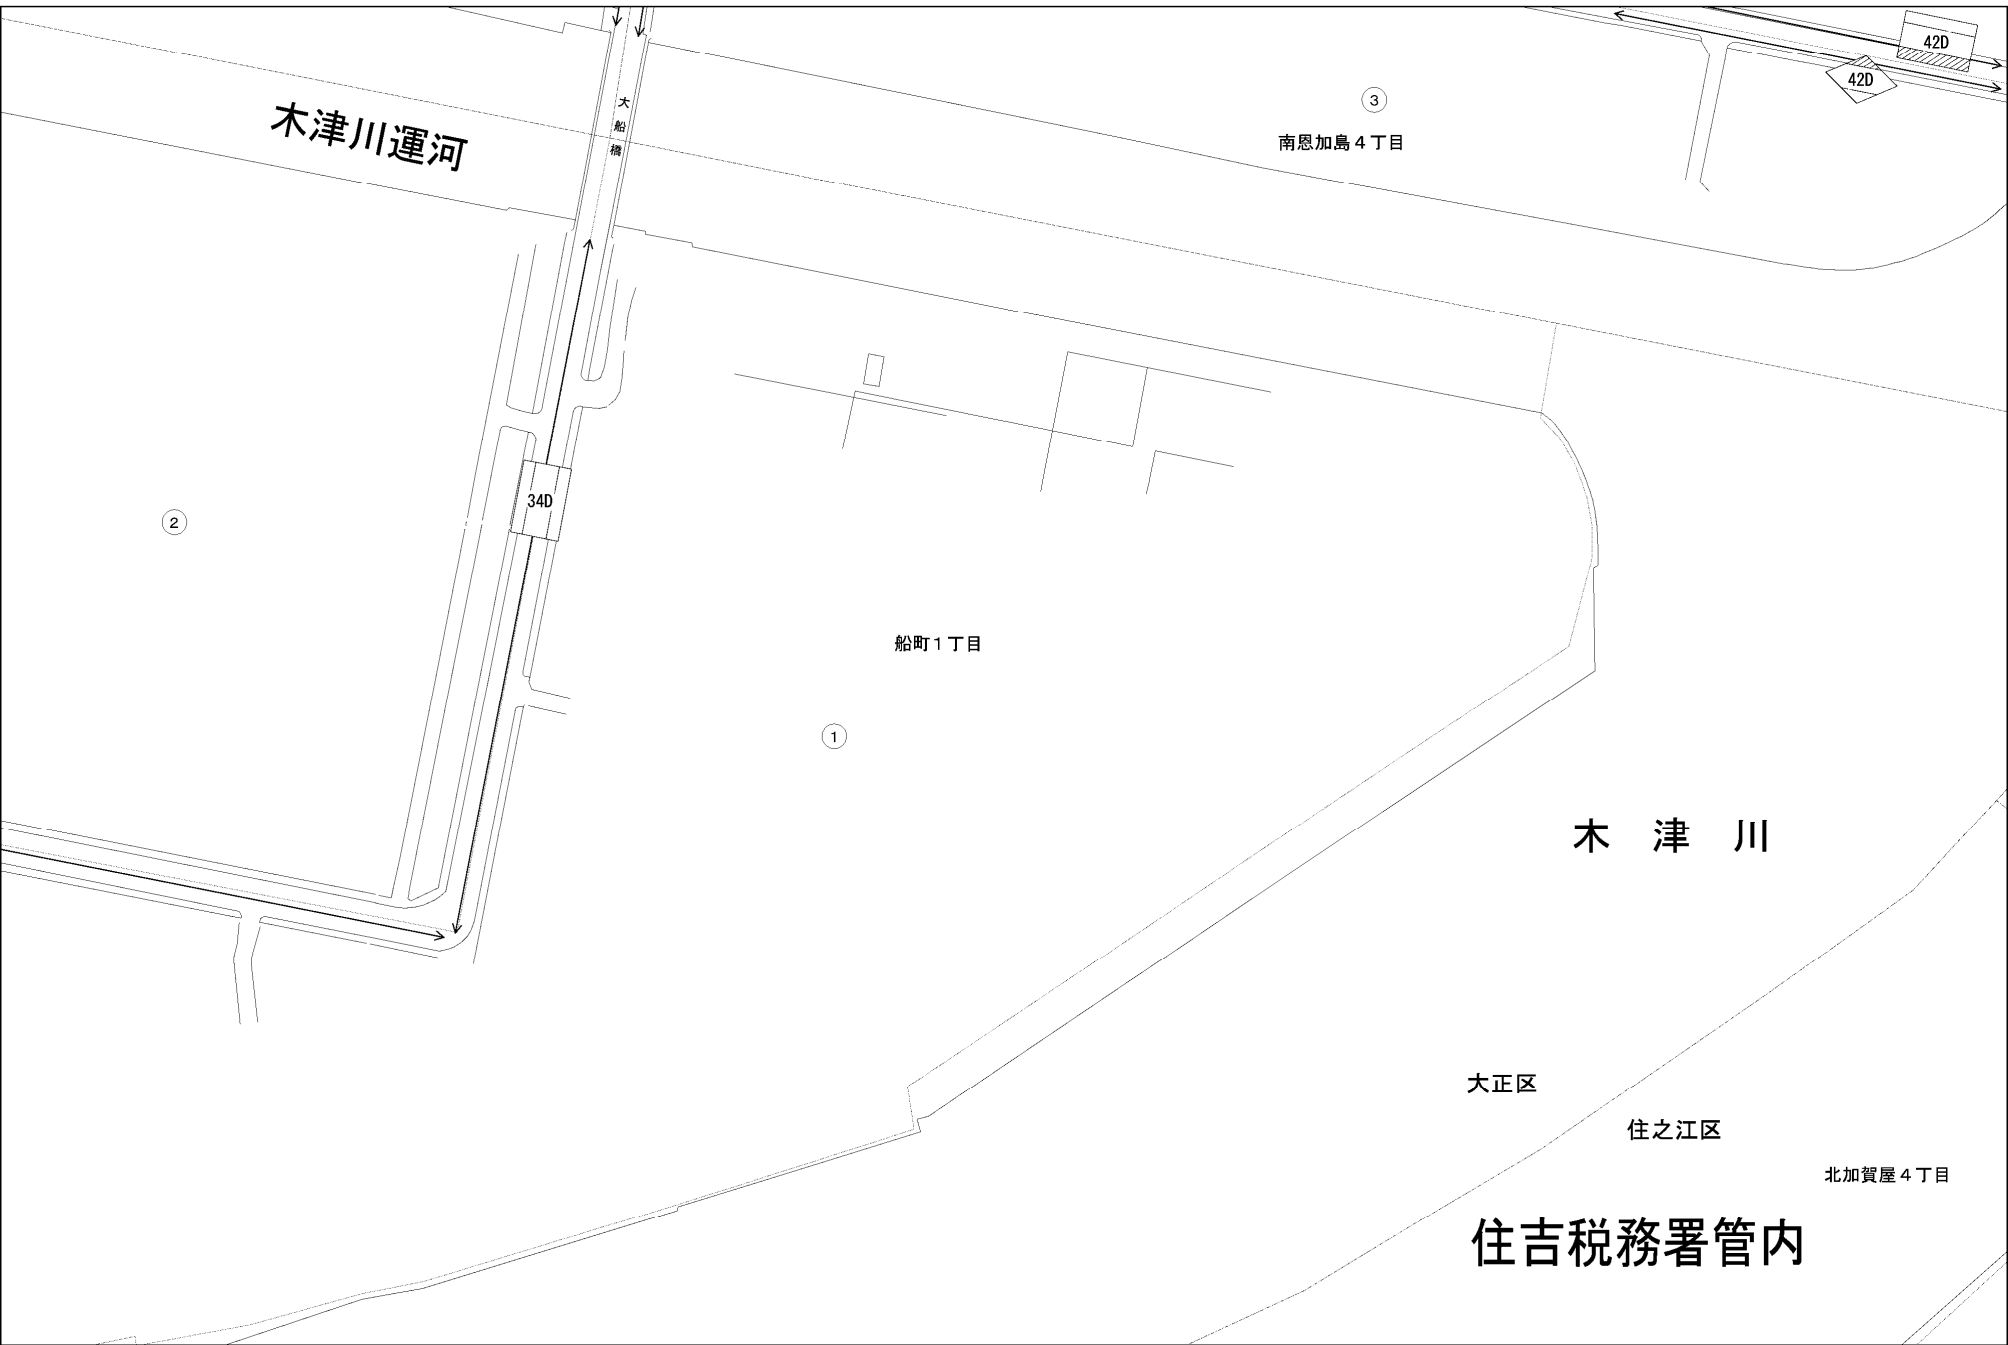 42D
42D
③
大船橋
木津川運河
南恩加島４丁目
34D
②
船町１丁目
①
木津川
大正区
住之江区
北加賀屋４丁目
住吉税務署管内